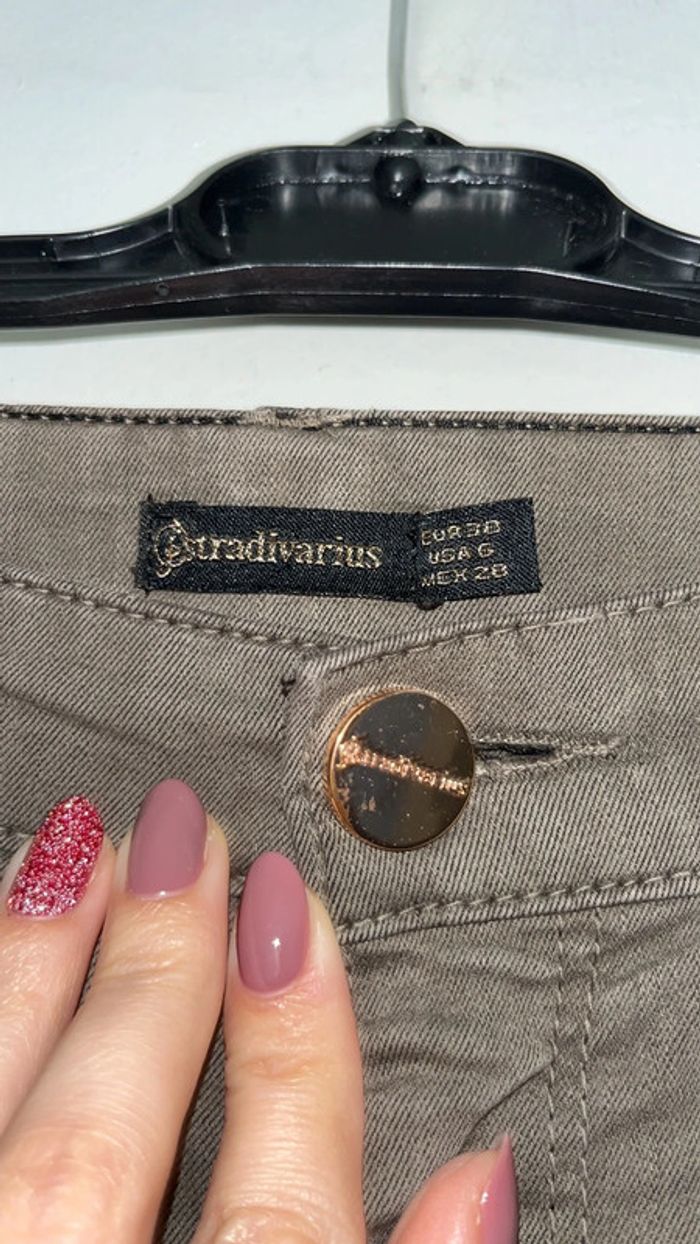 Stradivarius
EUR 38
USA 6
MEX 28
Stradivarius